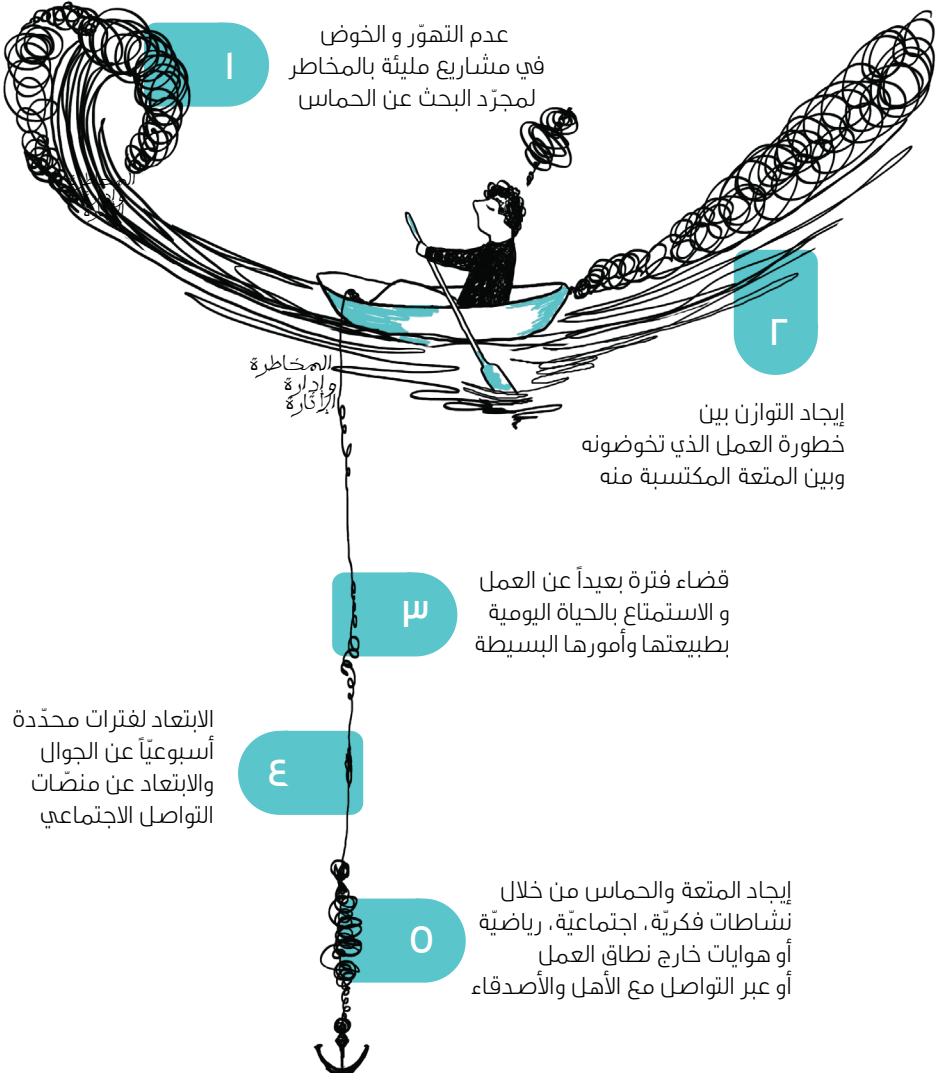 ١
عدم التهوّر و الخوض
في مشاريع مليئة بالمخاطر
لمجرّد البحث عن الحماس
المخاطرة
وإدارة
الإثارة
٢
إيجاد التوازن بين
خطورة العمل الذي تخوضونه
وبين المتعة المكتسبة منه
٣
قضاء فترة بعيداً عن العمل
و الاستمتاع بالحياة اليومية
بطبيعتها وأمورها البسيطة
٤
الابتعاد لفترات محدّدة
أسبوعيّاً عن الجوال
والابتعاد عن منصّات
التواصل الاجتماعي
٥
إيجاد المتعة والحماس من خلال
نشاطات فكريّة، اجتماعيّة، رياضيّة
أو هوايات خارج نطاق العمل
أو عبر التواصل مع الأهل والأصدقاء